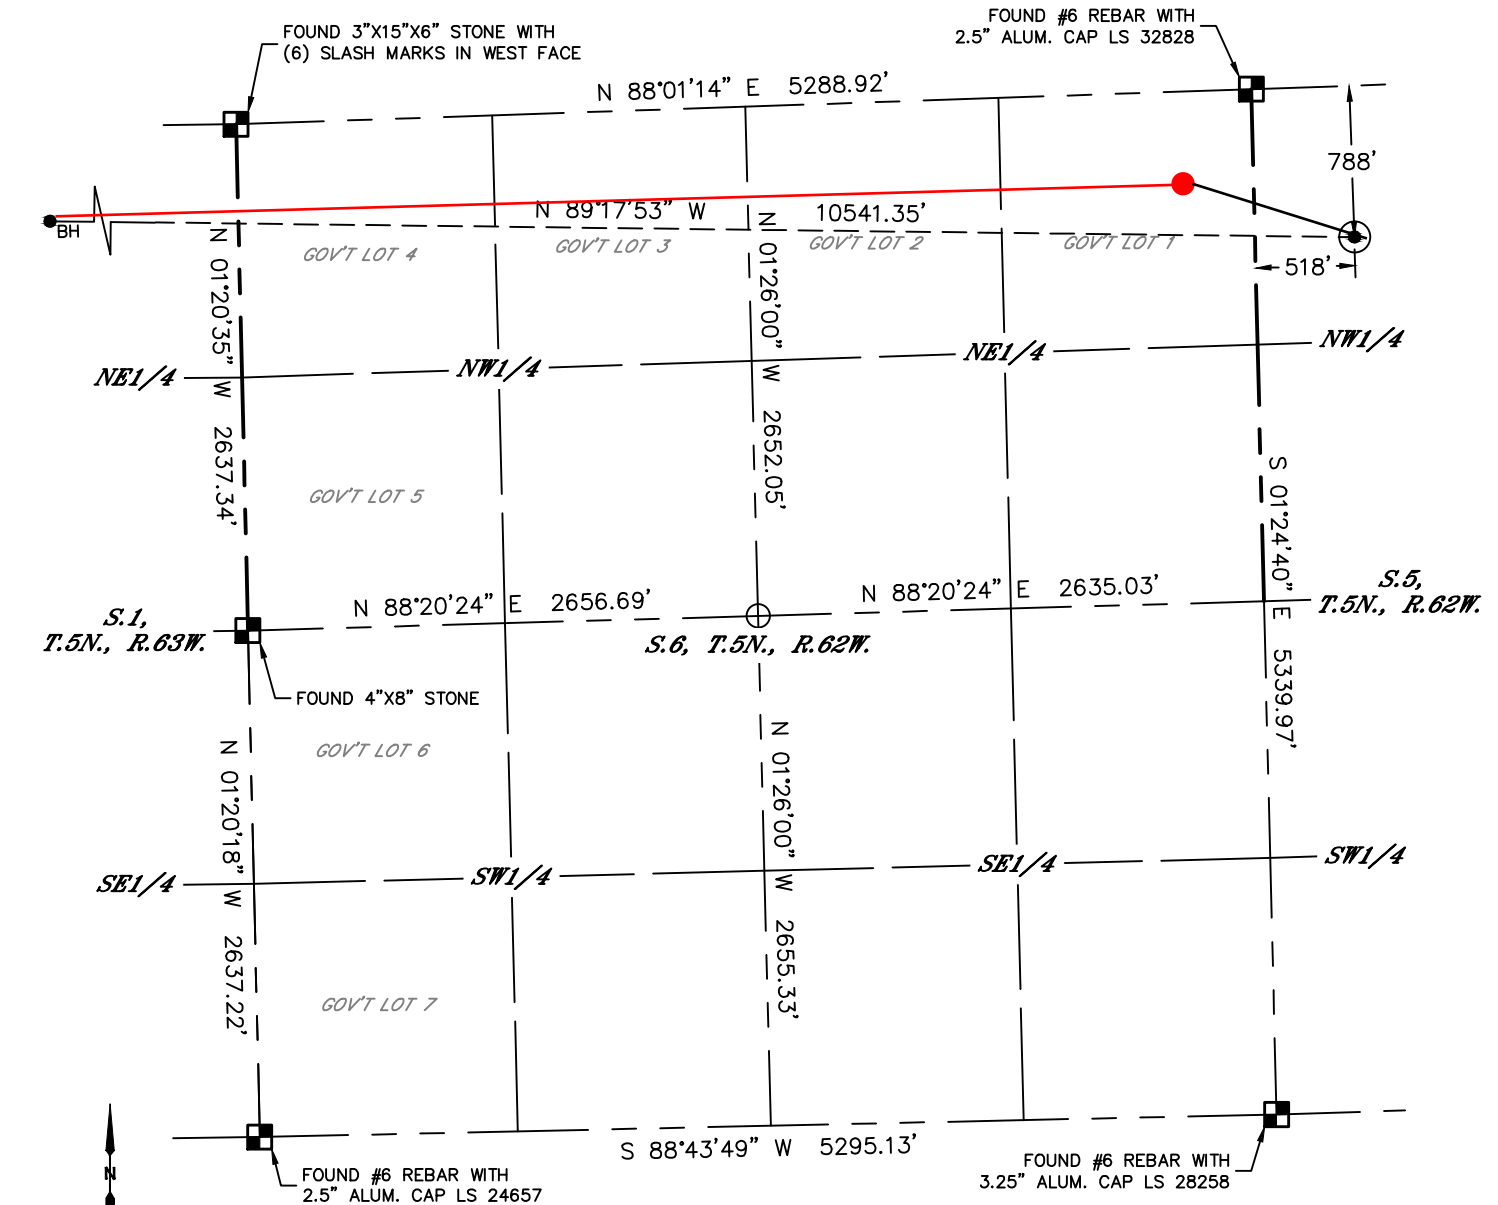 FOUND 3"X15"X6" STONE WITH
(6) SLASH MARKS IN WEST FACE
FOUND #6 REBAR WITH
2.5" ALUM. CAP LS 32828
N 88°01'14" E 5288.92'
788'
BH
N 89°17'53" W 10541.35'
GOV'T LOT 4
GOV'T LOT 3
GOV'T LOT 2
GOV'T LOT 1
518'
N 01°20'35" W 2637.34'
N 01°26'00" W 2652.05'
NE1/4
NW1/4
NE1/4
NW1/4
GOV'T LOT 5
S 01°24'40" E 5339.97'
S.1,
T.5N., R.63W.
N 88°20'24" E 2656.69'
N 88°20'24" E 2635.03'
S.5,
T.5N., R.62W.
S.6, T.5N., R.62W.
FOUND 4"X8" STONE
GOV'T LOT 6
N 01°20'18" W 2637.22'
N 01°26'00" W 2655.33'
SE1/4
SW1/4
SE1/4
SW1/4
GOV'T LOT 7
S 88°43'49" W 5295.13'
N
FOUND #6 REBAR WITH
2.5" ALUM. CAP LS 24657
FOUND #6 REBAR WITH
3.25" ALUM. CAP LS 28258